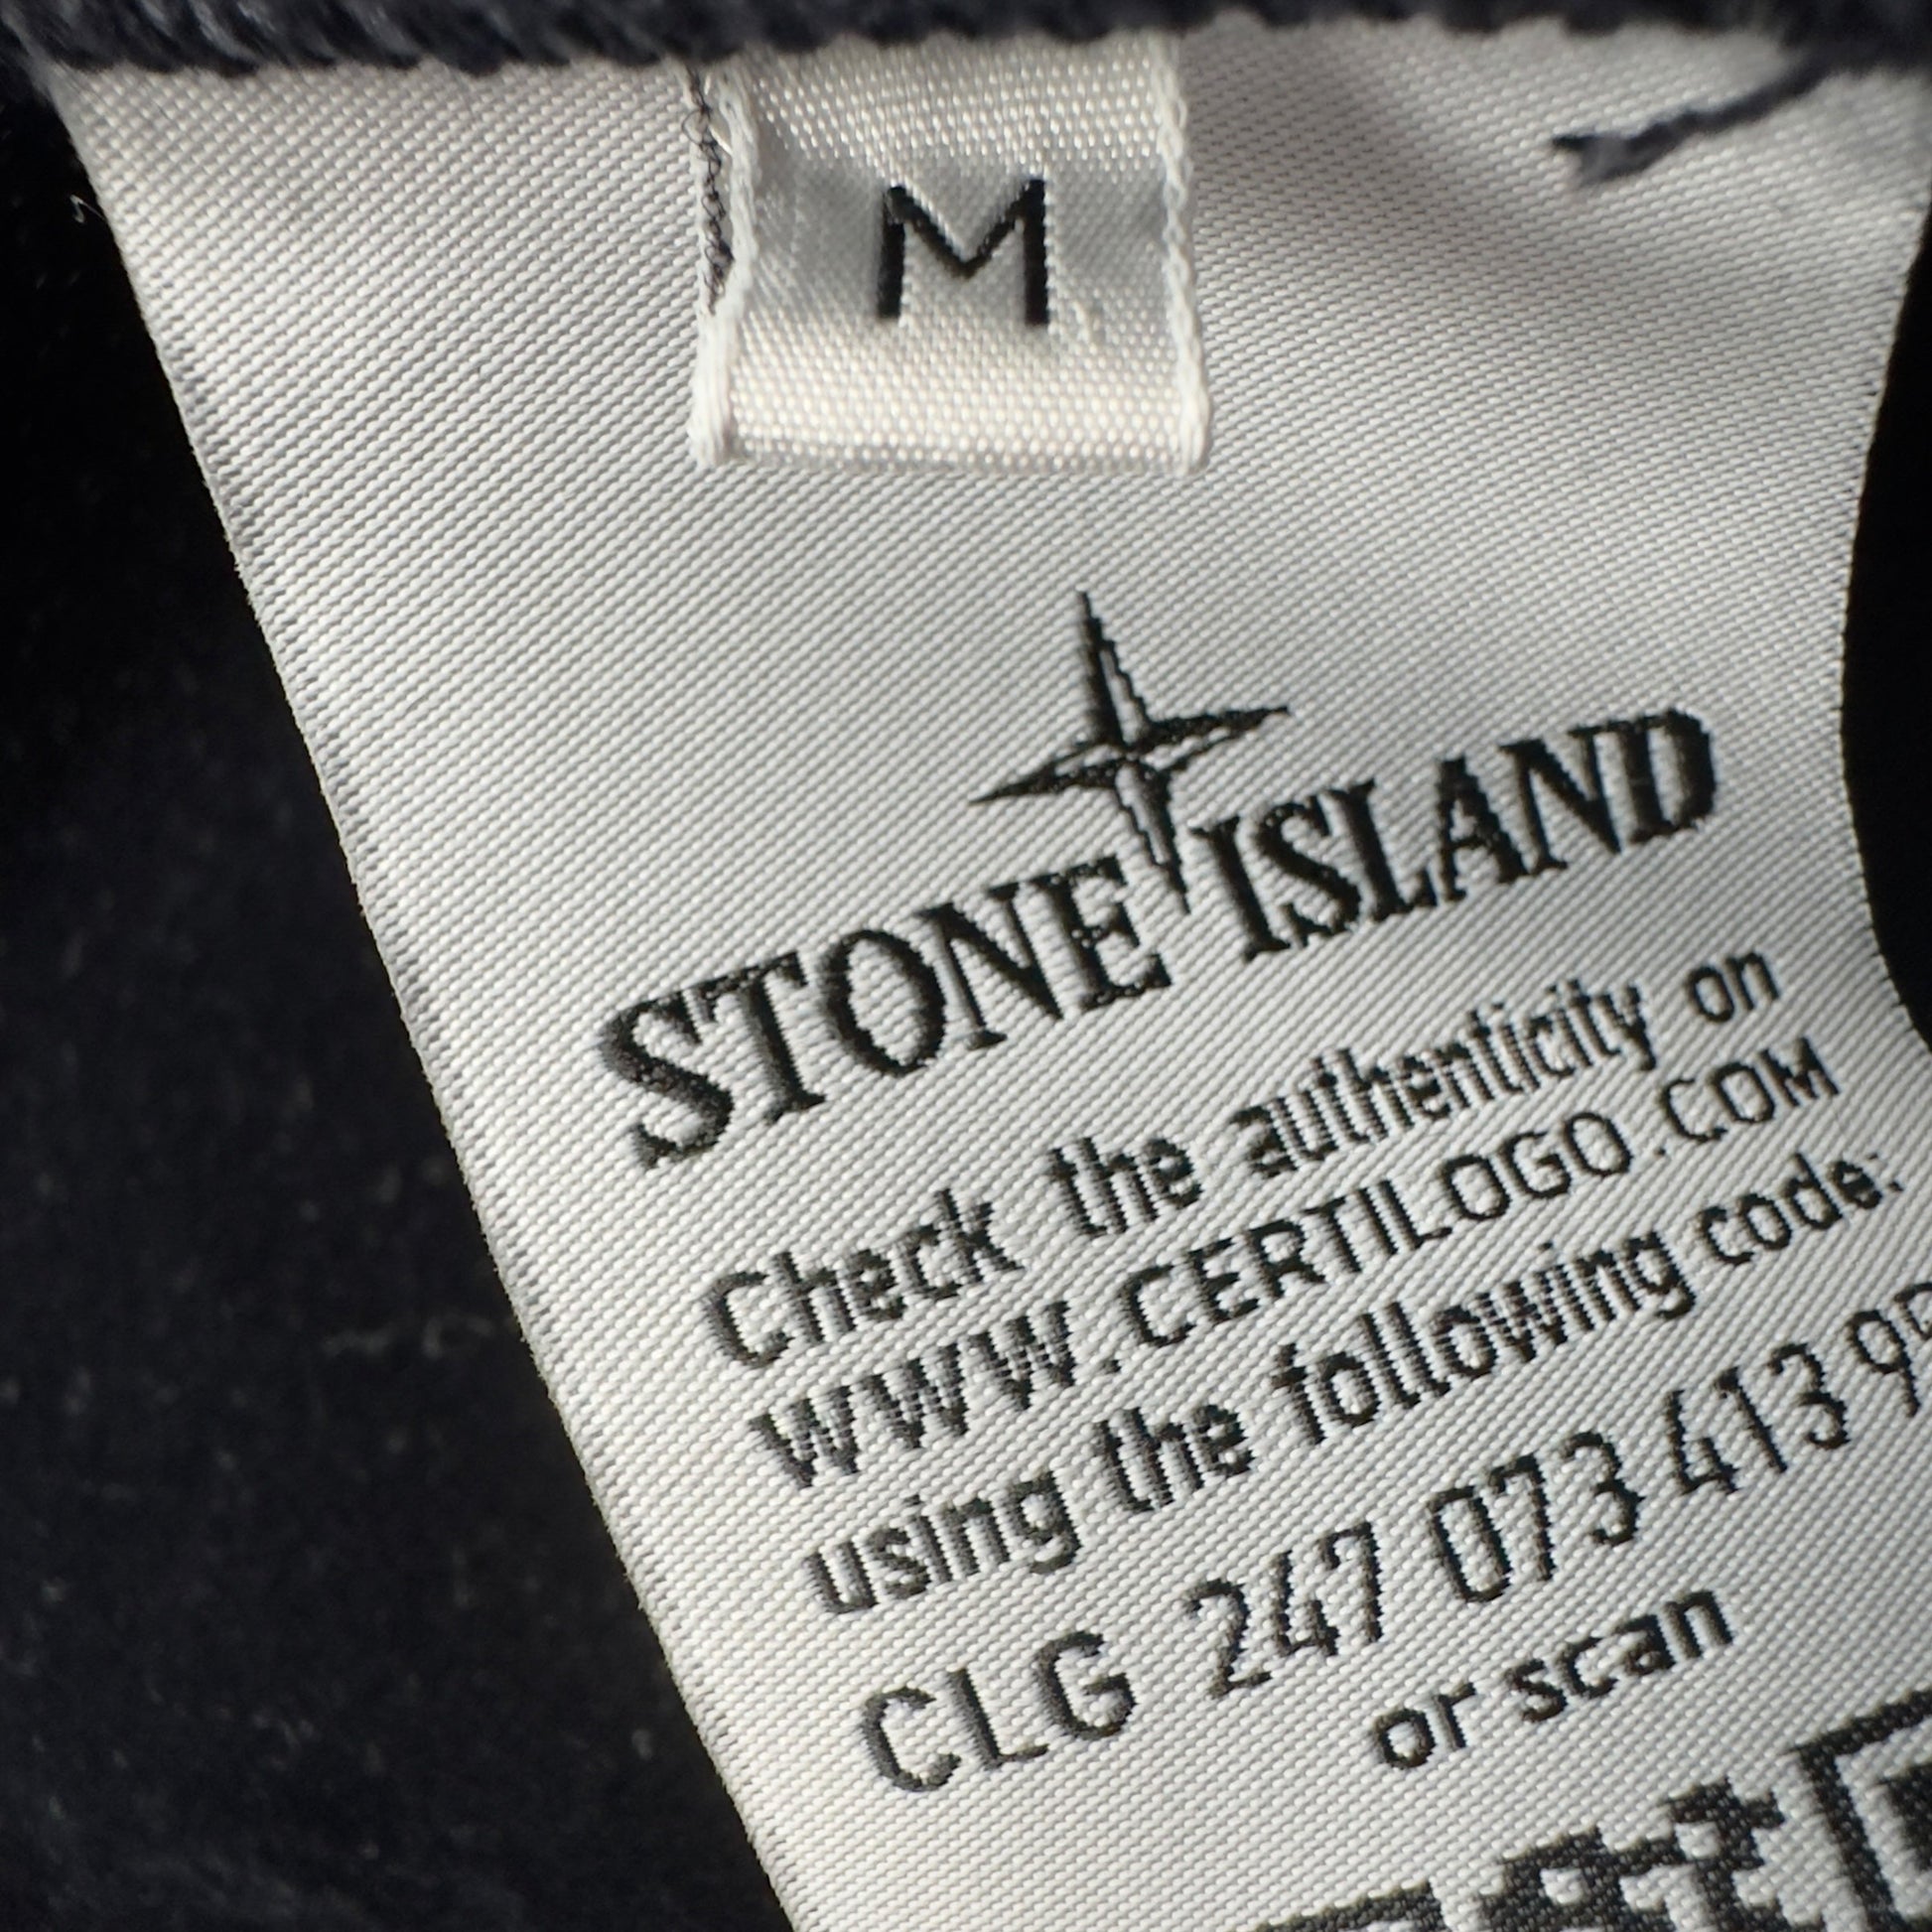 M
STONE ISLAND
Check the authenticity on
WWW.CERTILOGO.COM
using the following code:
CLG 247 073 413
or scan